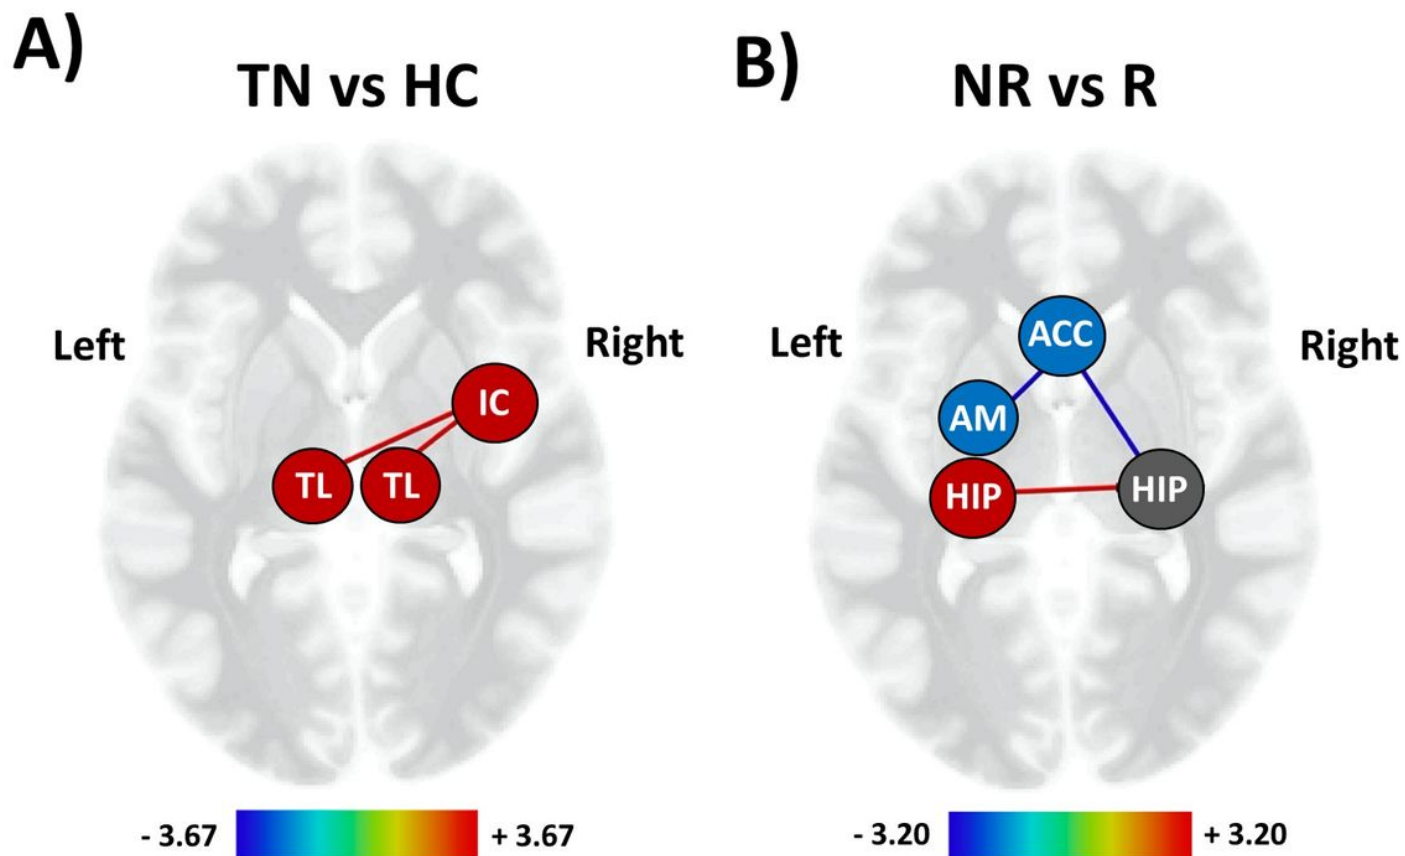 A)
TN vs HC
Left
Right
IC
TL TL
- 3.67 + 3.67
B)
NR vs R
Left
Right
ACC
AM
HIP HIP
- 3.20 + 3.20